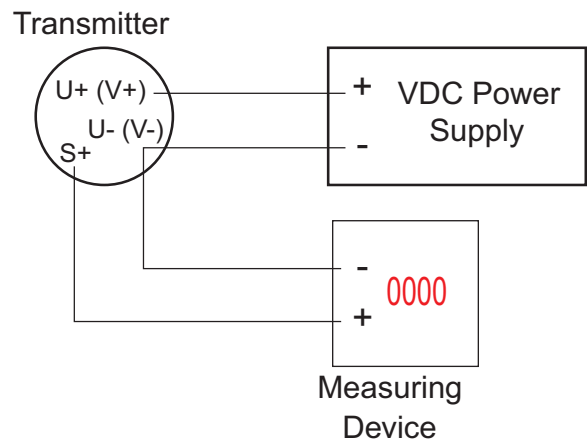 Transmitter
U+ (V+)
U- (V-)
S+
+
VDC Power
Supply
-
-
0000
+
Measuring
Device